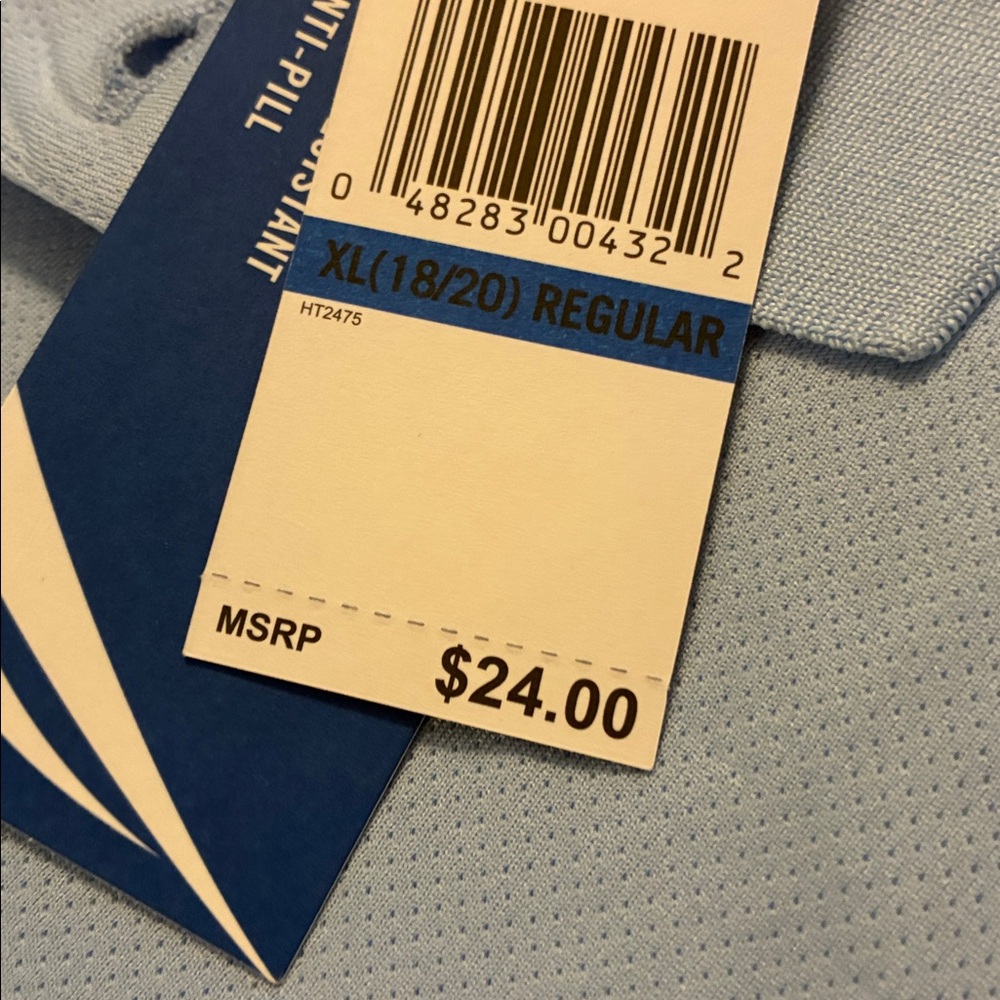 NTI-PILL
SISTANT
0 48283 00432 2
XL(18/20) REGULAR
HT2475
MSRP
$24.00